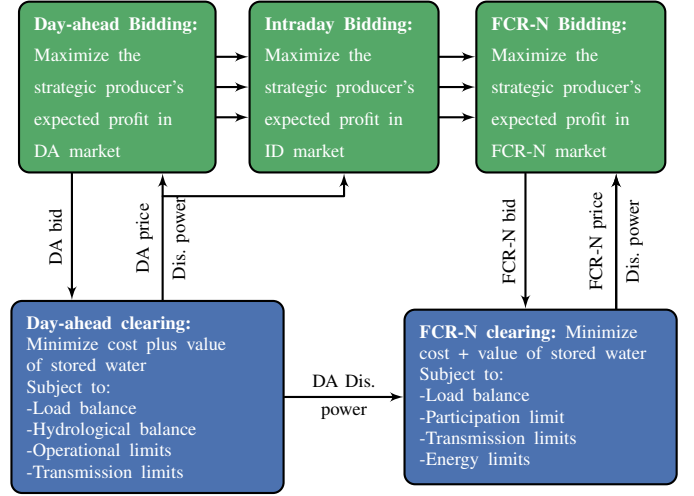 Day-ahead Bidding:
Maximize the
strategic producer's
expected profit in
DA market
Intraday Bidding:
Maximize the
strategic producer's
expected profit in
ID market
FCR-N Bidding:
Maximize the
strategic producer's
expected profit in
FCR-N market
DA bid
DA price
Dis. power
FCR-N bid
FCR-N price
Dis. power
Day-ahead clearing:
Minimize cost plus value
of stored water
Subject to:
-Load balance
-Hydrological balance
-Operational limits
-Transmission limits
DA Dis.
power
FCR-N clearing: Minimize
cost + value of stored water
Subject to:
-Load balance
-Participation limit
-Transmission limits
-Energy limits